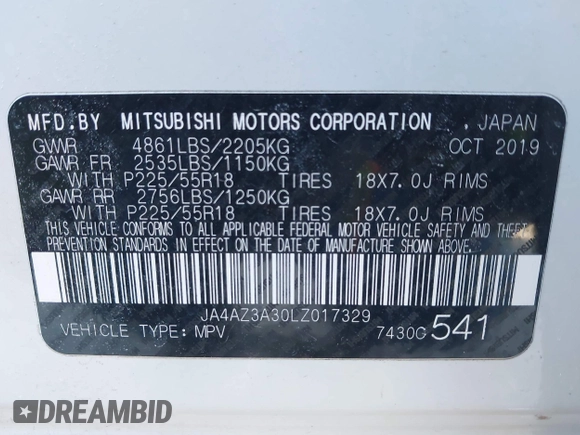 MFD.BY MITSUBISHI MOTORS CORPORATION , JAPAN
GVWR 4861LBS/2205KG OCT 2019
GAWR FR 2535LBS/1150KG
WITH P225/55R18 TIRES 18X7.0J RIMS
GAWR RR 2756LBS/1250KG
WITH P225/55R18 TIRES 18X7.0J RIMS
THIS VEHICLE CONFORMS TO ALL APPLICABLE FEDERAL MOTOR VEHICLE SAFETY AND THEFT
PREVENTION STANDARDS IN EFFECT ON THE DATE OF MANUFACTURE SHOWN ABOVE.
JA4AZ3A30LZ017329
VEHICLE TYPE: MPV 7430G 541
DREAMBID